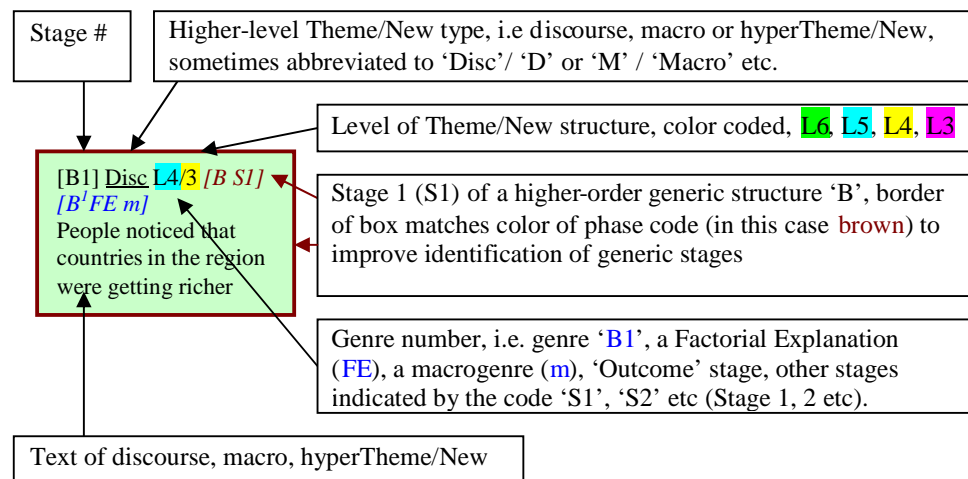 Stage #
Higher-level Theme/New type, i.e discourse, macro or hyperTheme/New,
sometimes abbreviated to ‘Disc’/ ‘D’ or ‘M’ / ‘Macro’ etc.
Level of Theme/New structure, color coded, L6, L5, L4, L3
[B1] Disc L4/3 [B S1]
[B¹FE m]
People noticed that
countries in the region
were getting richer
Stage 1 (S1) of a higher-order generic structure ‘B’, border
of box matches color of phase code (in this case brown) to
improve identification of generic stages
Genre number, i.e. genre ‘B1’, a Factorial Explanation
(FE), a macrogenre (m), ‘Outcome’ stage, other stages
indicated by the code ‘S1’, ‘S2’ etc (Stage 1, 2 etc).
Text of discourse, macro, hyperTheme/New